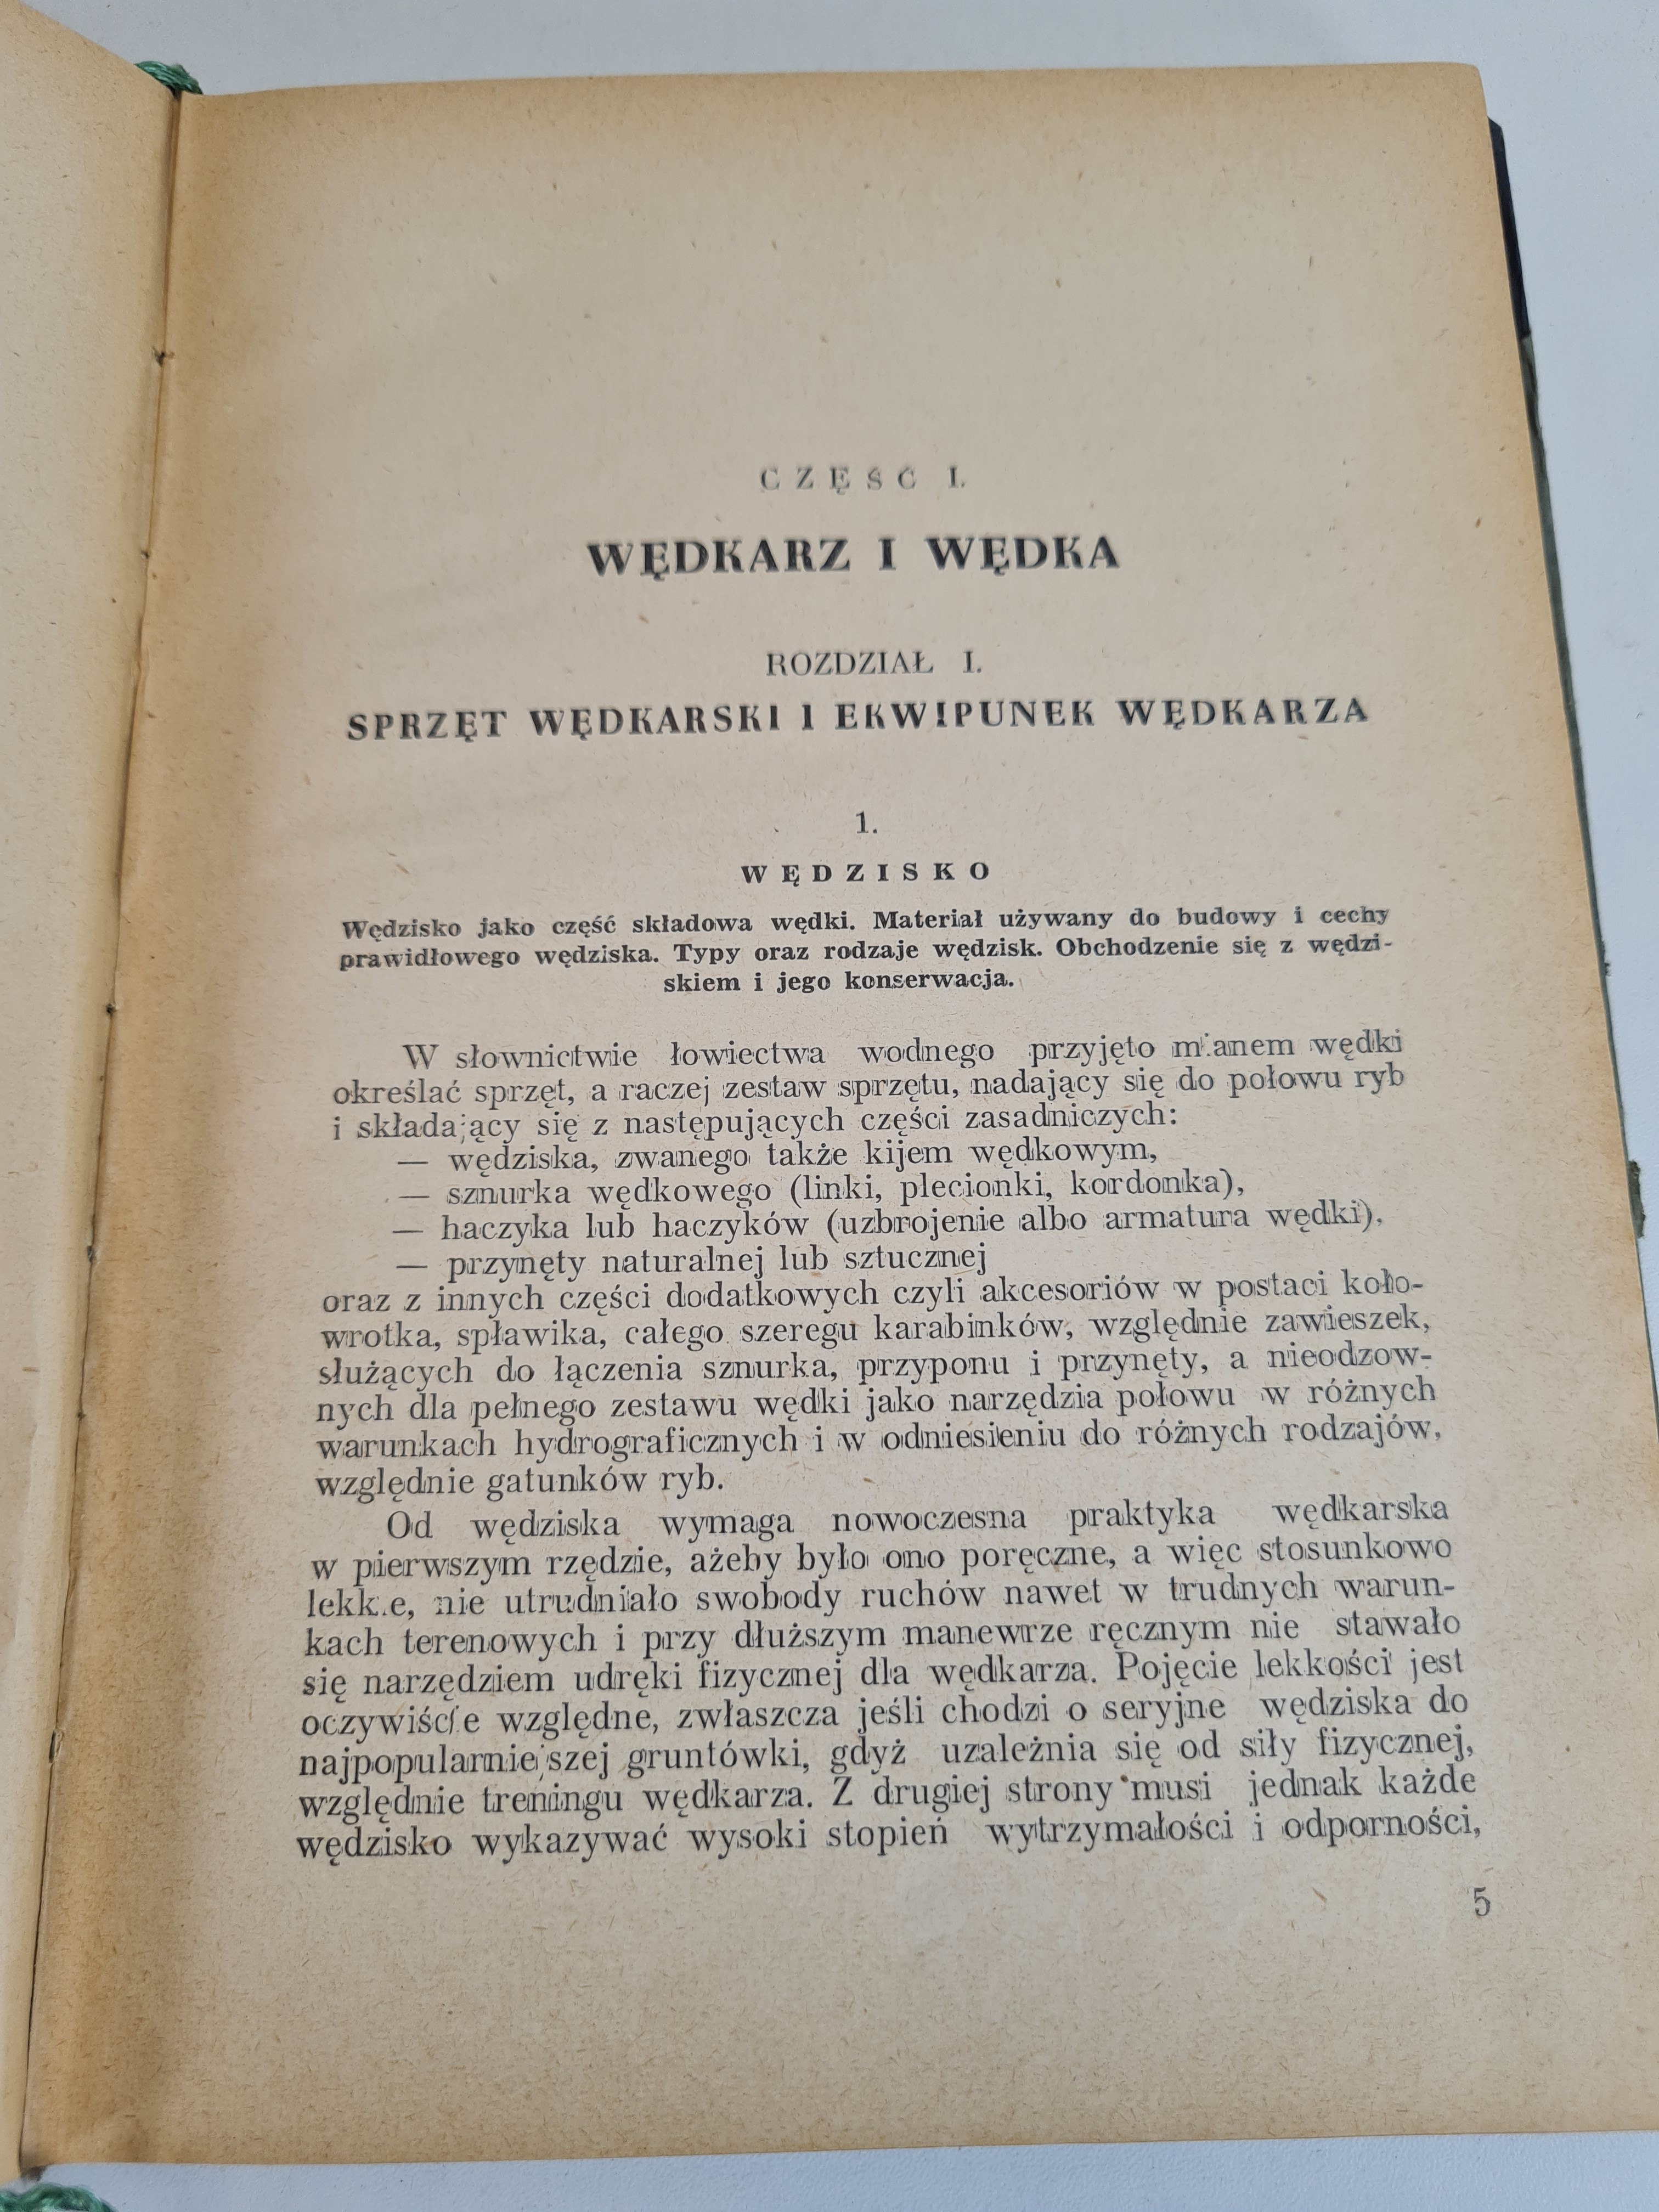 CZĘŚĆ I.
WĘDKARZ I WĘDKA
ROZDZIAŁ I.
SPRZĘT WĘDKARSKI I EKWIPUNEK WĘDKARZA
1.
WĘDZISKO
Wędzisko jako część składowa wędki. Materiał używany do budowy i cechy
prawidłowego wędziska. Typy oraz rodzaje wędzisk. Obchodzenie się z wędzi-
skiem i jego konserwacja.
W słownictwie łowiectwa wodnego przyjęto mianem wędki
określać sprzęt, a raczej zestaw sprzętu, nadający się do połowu ryb
i składający się z następujących części zasadniczych:
— wędziska, zwanego także kijem wędkowym,
— sznurka wędkowego (linki, plecionki, kordonka),
— haczyka lub haczyków (uzbrojenie albo armatura wędki),
— przynęty naturalnej lub sztucznej
oraz z innych części dodatkowych czyli akcesoriów w postaci koło-
wrotka, spławika, całego szeregu karabinków, względnie zawieszek,
służących do łączenia sznurka, przyponu i przynęty, a nieodzow-
nych dla pełnego zestawu wędki jako narzędzia połowu w różnych
warunkach hydrograficznych i w odniesieniu do różnych rodzajów,
względnie gatunków ryb.
Od wędziska wymaga nowoczesna praktyka wędkarska
w pierwszym rzędzie, ażeby było ono poręczne, a więc stosunkowo
lekkie, nie utrudniało swobody ruchów nawet w trudnych warun-
kach terenowych i przy dłuższym manewrze ręcznym nie stawało
się narzędziem udręki fizycznej dla wędkarza. Pojęcie lekkości jest
oczywiście względne, zwłaszcza jeśli chodzi o seryjne wędziska do
najpopularniejszej gruntówki, gdyż uzależnia się od siły fizycznej,
względnie treningu wędkarza. Z drugiej strony musi jednak każde
wędzisko wykazywać wysoki stopień wytrzymałości i odporności,
5